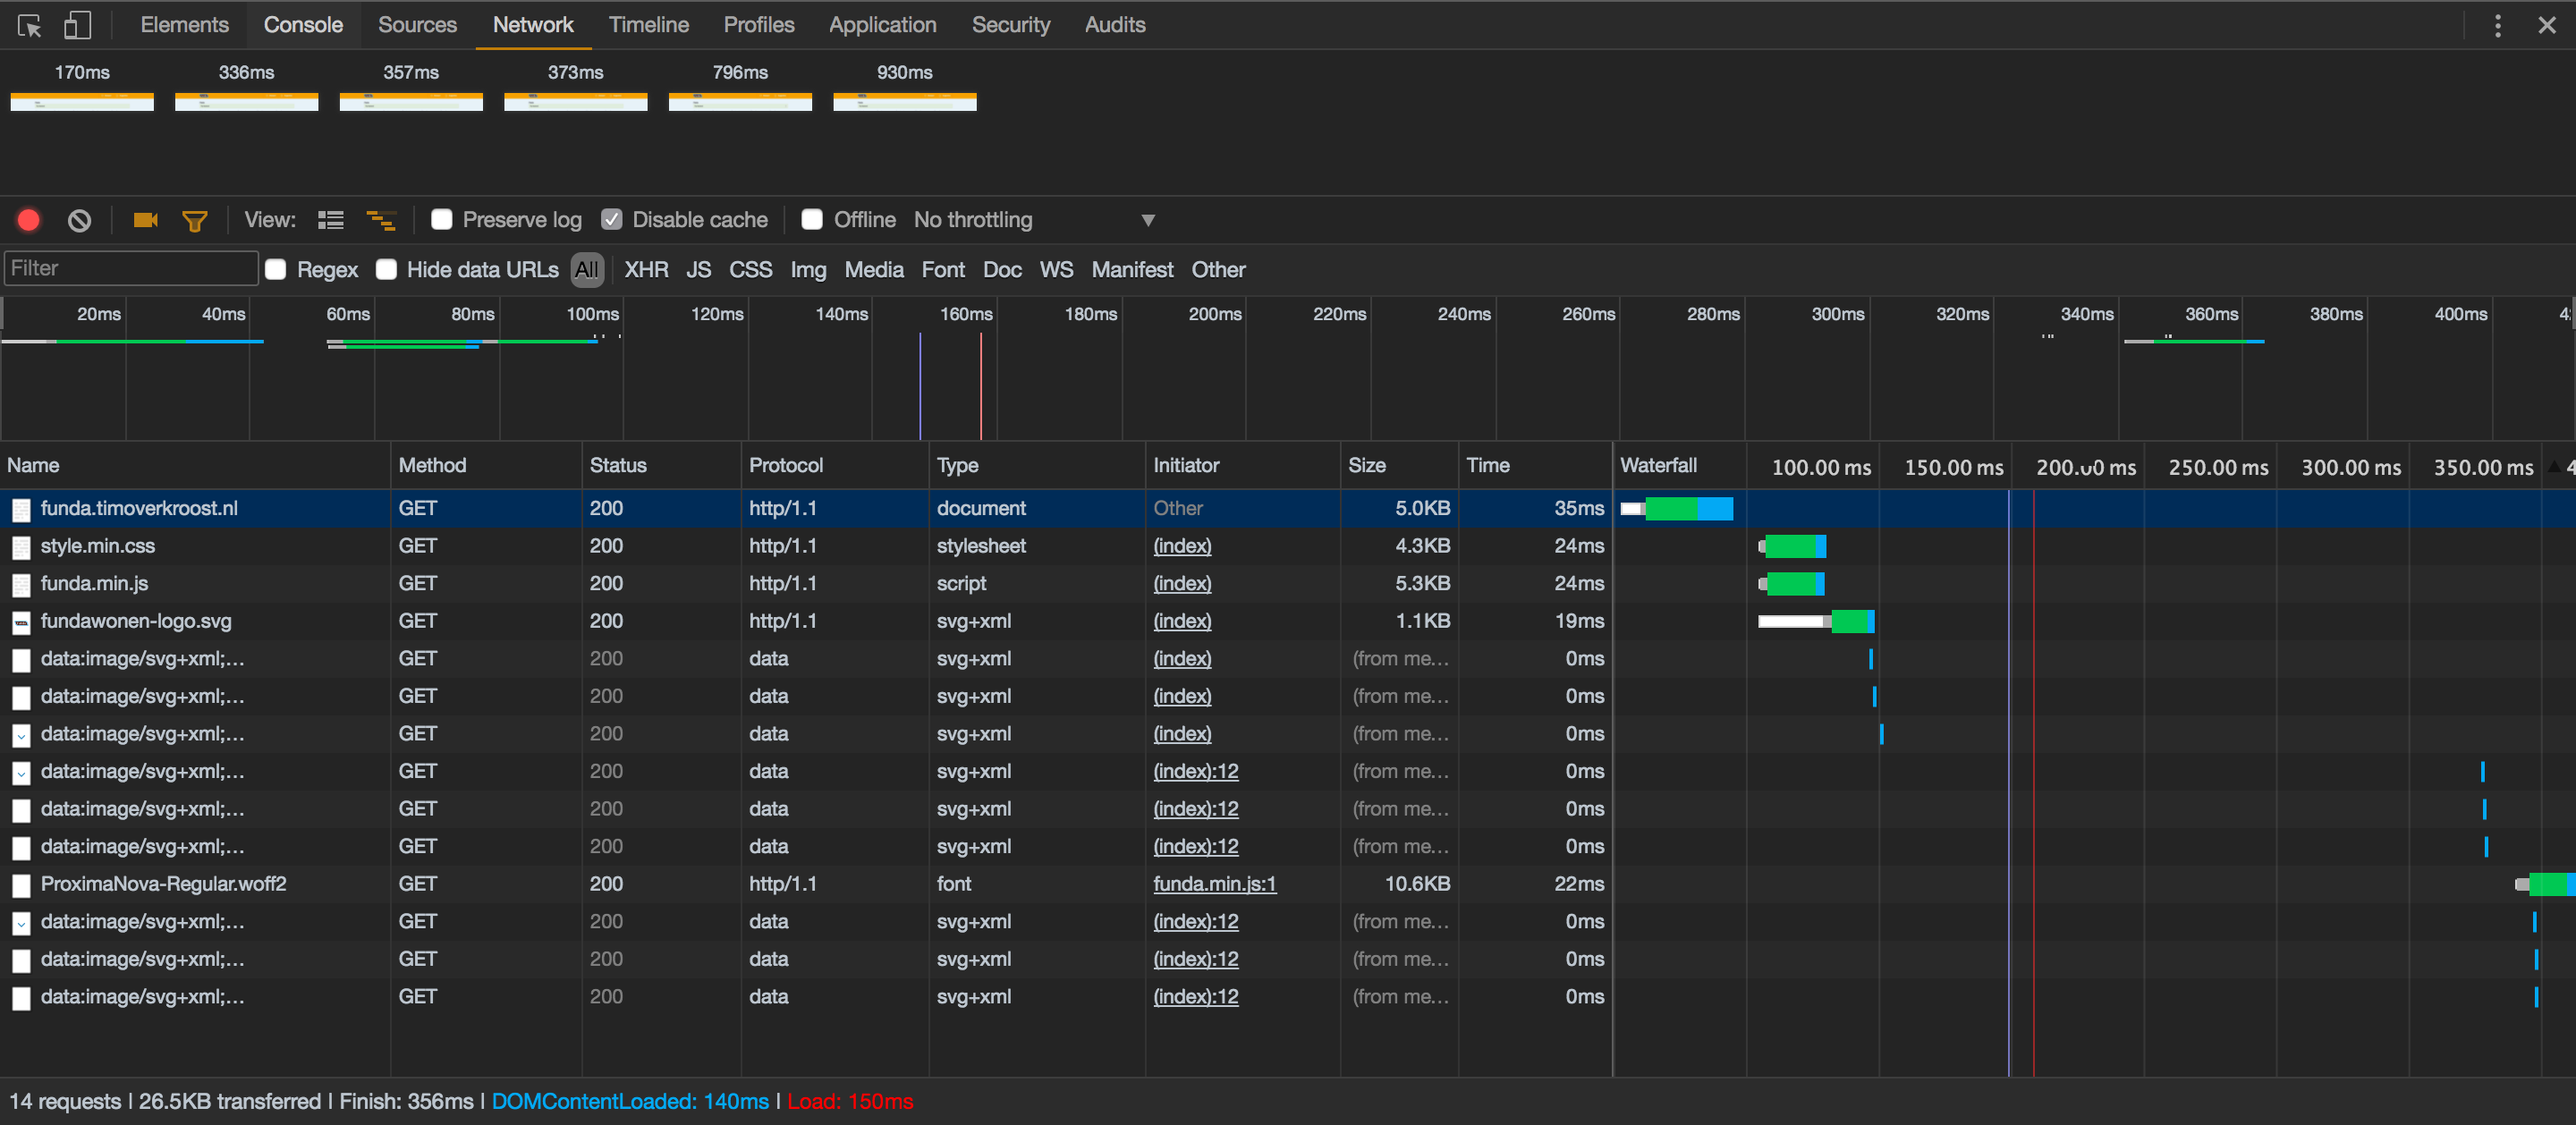 Elements Console Sources Network Timeline Profiles Application Security Audits
170ms 336ms 357ms 373ms 796ms 930ms
View: Preserve log Disable cache Offline No throttling
Filter Regex Hide data URLs All XHR JS CSS Img Media Font Doc WS Manifest Other
20ms 40ms 60ms 80ms 100ms 120ms 140ms 160ms 180ms 200ms 220ms 240ms 260ms 280ms 300ms 320ms 340ms 360ms 380ms 400ms
Name Method Status Protocol Type Initiator Size Time Waterfall 100.00 ms 150.00 ms 200.00 ms 250.00 ms 300.00 ms 350.00 ms
funda.timoverkroost.nl GET 200 http/1.1 document Other 5.0KB 35ms
style.min.css GET 200 http/1.1 stylesheet (index) 4.3KB 24ms
funda.min.js GET 200 http/1.1 script (index) 5.3KB 24ms
fundawonen-logo.svg GET 200 http/1.1 svg+xml (index) 1.1KB 19ms
data:image/svg+xml;… GET 200 data svg+xml (index) (from me… 0ms
data:image/svg+xml;… GET 200 data svg+xml (index) (from me… 0ms
data:image/svg+xml;… GET 200 data svg+xml (index) (from me… 0ms
data:image/svg+xml;… GET 200 data svg+xml (index):12 (from me… 0ms
data:image/svg+xml;… GET 200 data svg+xml (index):12 (from me… 0ms
data:image/svg+xml;… GET 200 data svg+xml (index):12 (from me… 0ms
ProximaNova-Regular.woff2 GET 200 http/1.1 font funda.min.js:1 10.6KB 22ms
data:image/svg+xml;… GET 200 data svg+xml (index):12 (from me… 0ms
data:image/svg+xml;… GET 200 data svg+xml (index):12 (from me… 0ms
data:image/svg+xml;… GET 200 data svg+xml (index):12 (from me… 0ms
14 requests | 26.5KB transferred | Finish: 356ms | DOMContentLoaded: 140ms | Load: 150ms